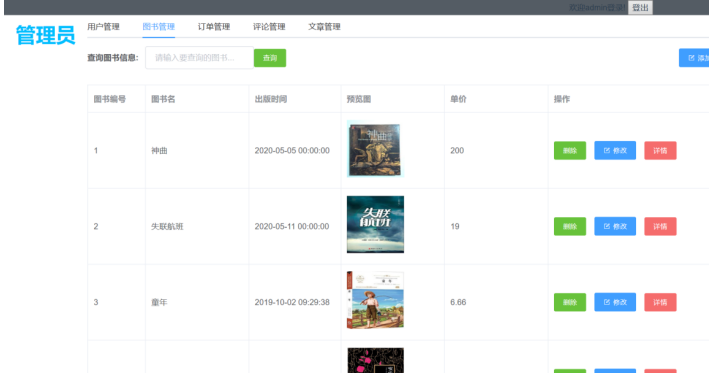 欢迎admin登录! 登出
管理员
用户管理 图书管理 订单管理 评论管理 文章管理
查询图书信息: 请输入要查询的图书... 查询 添加
图书编号 图书名 出版时间 预览图 单价 操作
1 神曲 2020-05-05 00:00:00 神曲 200 删除 修改 详情
2 失联航班 2020-05-11 00:00:00 失联航班 19 删除 修改 详情
3 童年 2019-10-02 09:29:38 6.66 删除 修改 详情